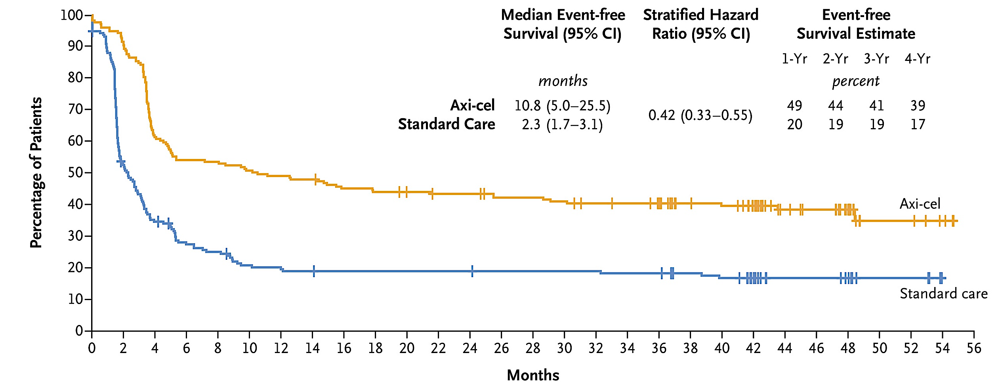 Median Event-free Survival (95% CI)
Stratified Hazard Ratio (95% CI)
Event-free Survival Estimate
1-Yr 2-Yr 3-Yr 4-Yr
months
percent
Axi-cel 10.8 (5.0–25.5) 49 44 41 39
0.42 (0.33–0.55)
Standard Care 2.3 (1.7–3.1) 20 19 19 17
Percentage of Patients
100
90
80
70
60
50
40
30
20
10
0
Axi-cel
Standard care
0 2 4 6 8 10 12 14 16 18 20 22 24 26 28 30 32 34 36 38 40 42 44 46 48 50 52 54 56
Months